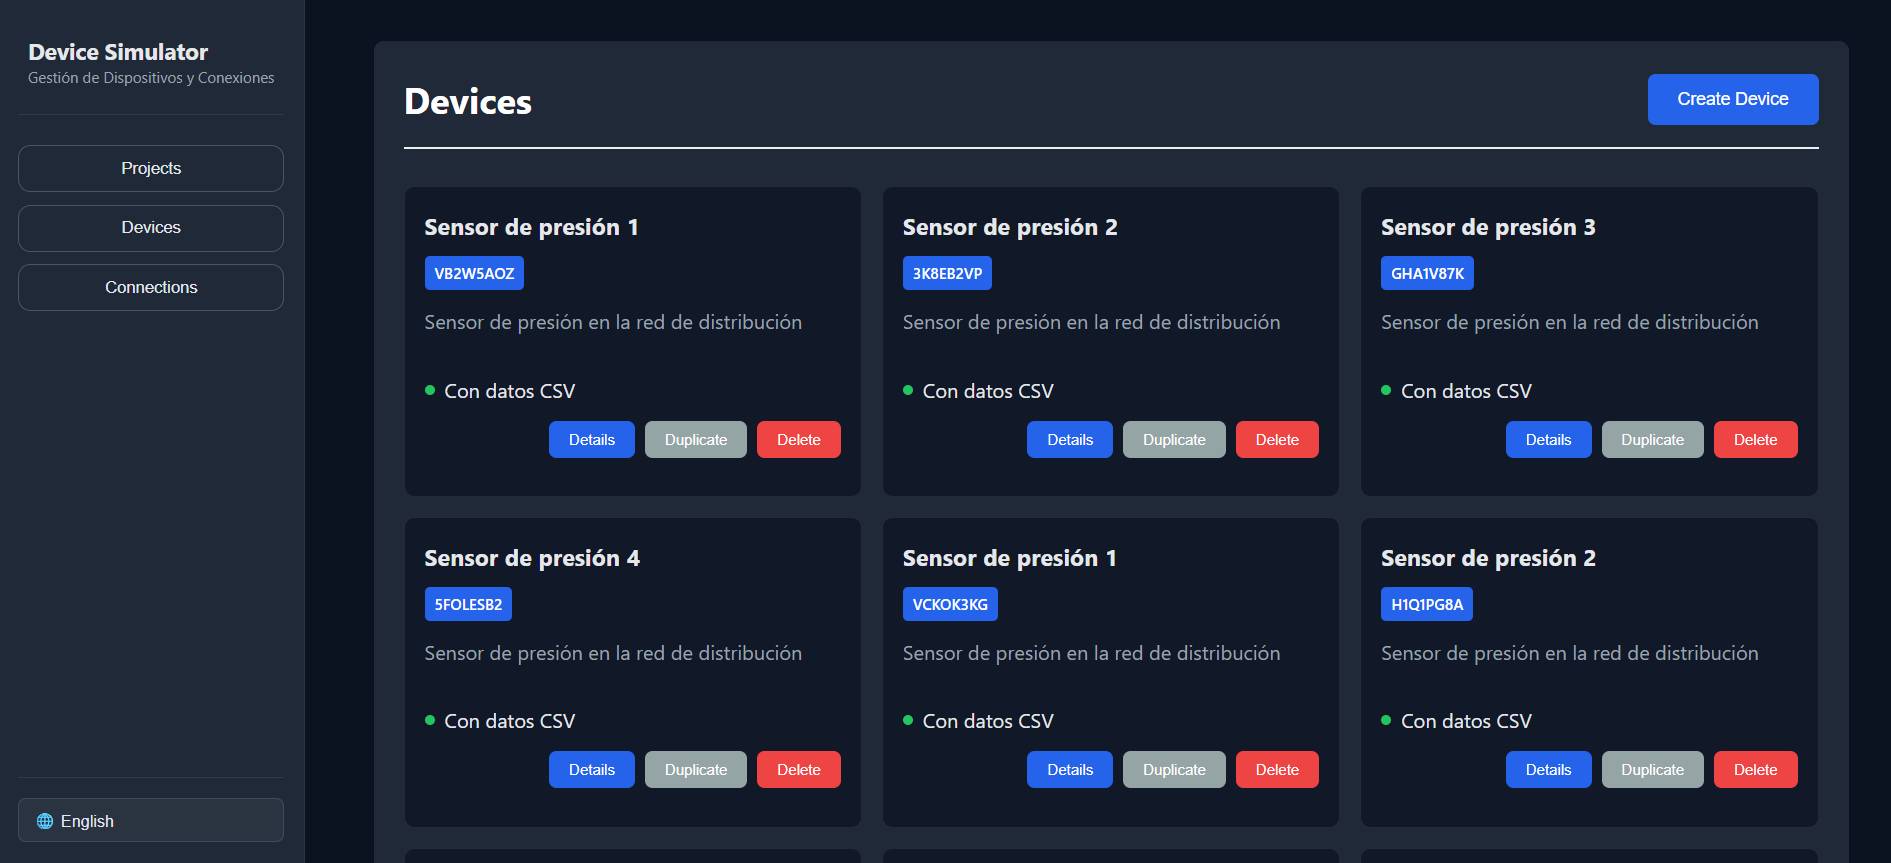 Device Simulator
Gestión de Dispositivos y Conexiones
Projects
Devices
Connections
English
Devices
Create Device
Sensor de presión 1
VB2W5AOZ
Sensor de presión en la red de distribución
Con datos CSV
Details Duplicate Delete
Sensor de presión 2
3K8EB2VP
Sensor de presión en la red de distribución
Con datos CSV
Details Duplicate Delete
Sensor de presión 3
GHA1V87K
Sensor de presión en la red de distribución
Con datos CSV
Details Duplicate Delete
Sensor de presión 4
5FOLESB2
Sensor de presión en la red de distribución
Con datos CSV
Details Duplicate Delete
Sensor de presión 1
VCKOK3KG
Sensor de presión en la red de distribución
Con datos CSV
Details Duplicate Delete
Sensor de presión 2
H1Q1PG8A
Sensor de presión en la red de distribución
Con datos CSV
Details Duplicate Delete